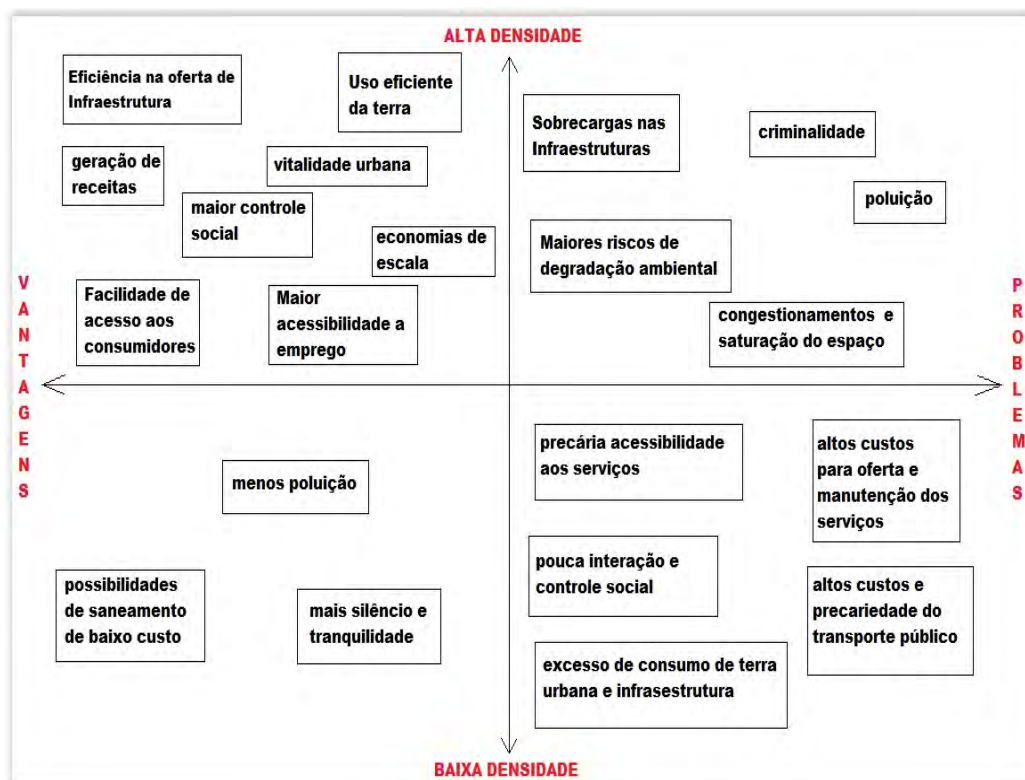 ALTA DENSIDADE
Eficiência na oferta de
Infraestrutura
Uso eficiente
da terra
geração de
receitas
vitalidade urbana
maior controle
social
economias de
escala
Facilidade de
acesso aos
consumidores
Maior
acessibilidade a
emprego
Sobrecargas nas
Infraestruturas
criminalidade
poluição
Maiores riscos de
degradação ambiental
congestionamentos e
saturação do espaço
VANTAGENS
PROBLEMAS
menos poluição
possibilidades
de saneamento
de baixo custo
mais silêncio e
tranquilidade
precária acessibilidade
aos serviços
altos custos
para oferta e
manutenção dos
serviços
pouca interação e
controle social
altos custos e
precariedade do
transporte público
excesso de consumo de terra
urbana e infrasestrutura
BAIXA DENSIDADE